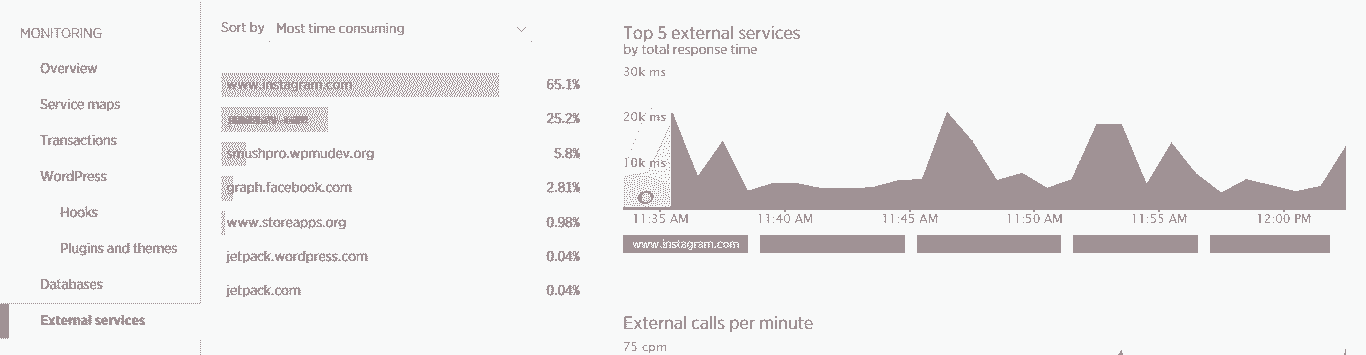 MONITORING
Overview
Service maps
Transactions
WordPress
Hooks
Plugins and themes
Databases
External services
Sort by Most time consuming
www.instagram.com 65.1%
25.2%
smushpro.wpmudev.org 5.8%
graph.facebook.com 2.81%
www.storeapps.org 0.98%
jetpack.wordpress.com 0.04%
jetpack.com 0.04%
Top 5 external services
by total response time
30k ms
20k ms
10k ms
11:35 AM 11:40 AM 11:45 AM 11:50 AM 11:55 AM 12:00 PM
www.instagram.com
External calls per minute
75 cpm